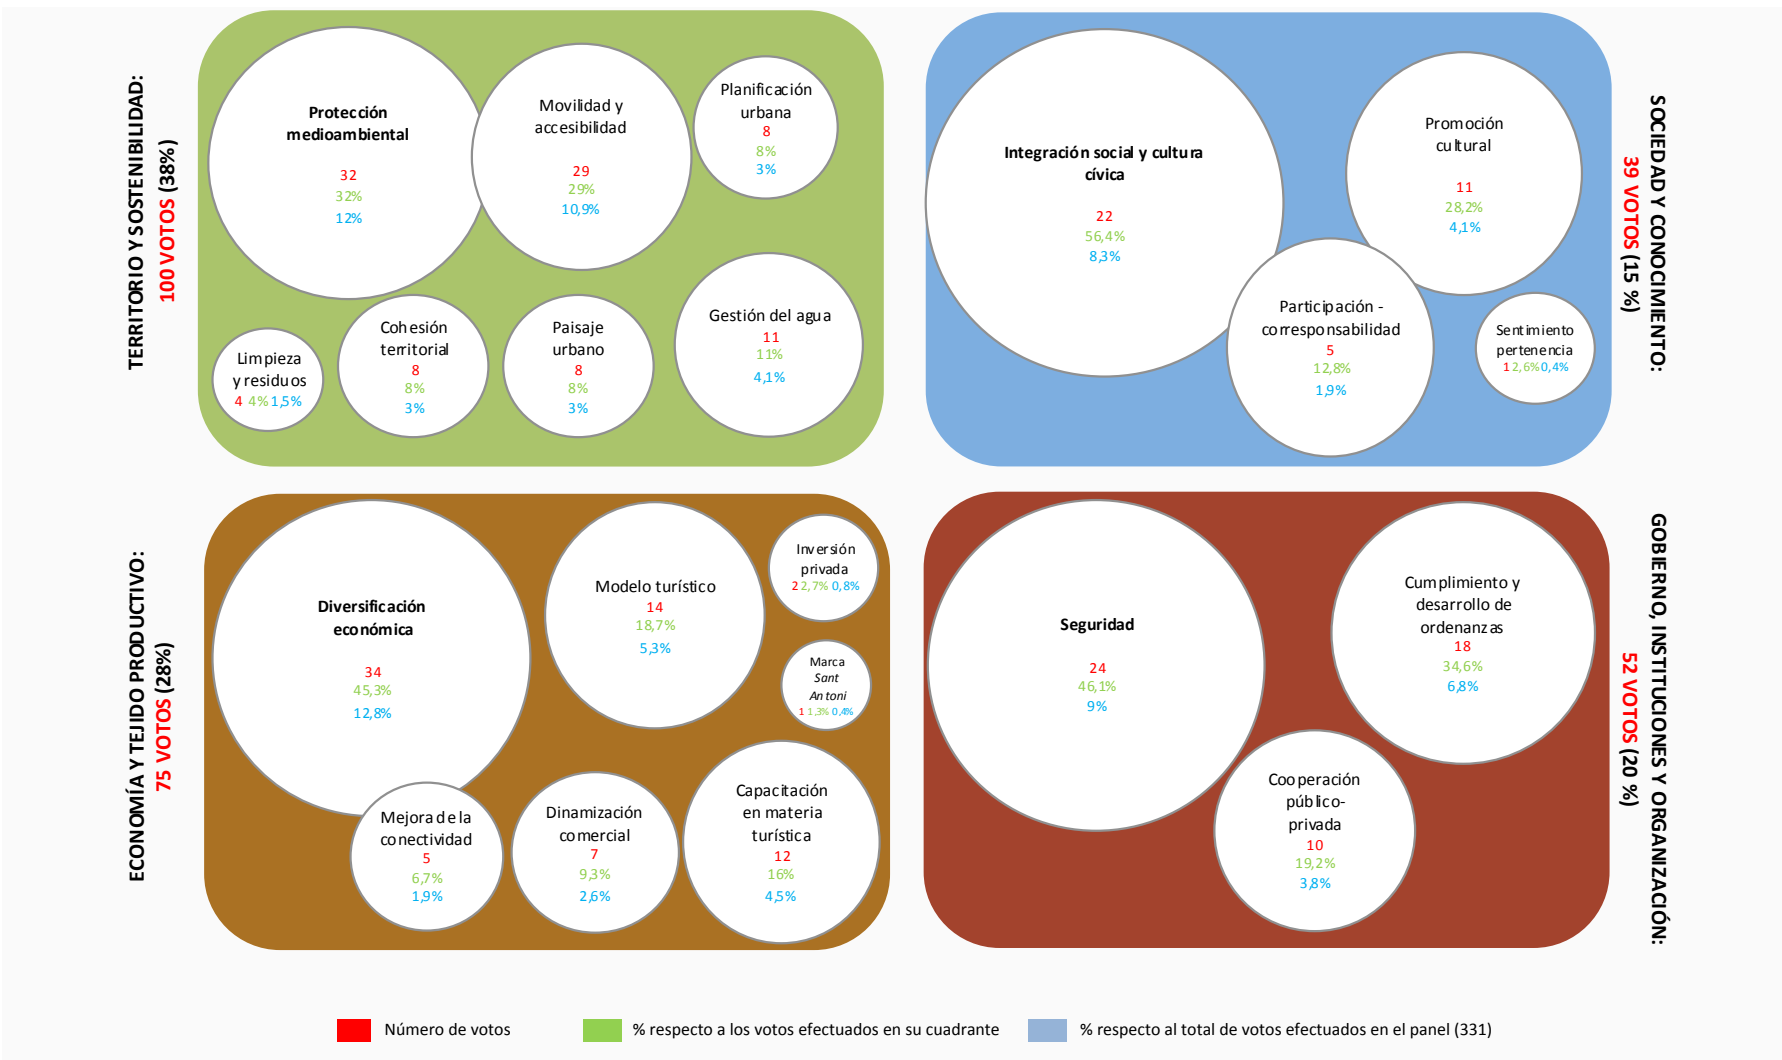 TERRITORIO Y SOSTENIBILIDAD:
100 VOTOS (38%)
Protección
medioambiental
32
32%
12%
Movilidad y
accesibilidad
29
29%
10,9%
Planificación
urbana
8
8%
3%
Limpieza
y residuos
4 4% 1,5%
Cohesión
territorial
8
8%
3%
Paisaje
urbano
8
8%
3%
Gestión del agua
11
11%
4,1%
SOCIEDAD Y CONOCIMIENTO:
39 VOTOS (15 %)
Integración social y cultura
cívica
22
56,4%
8,3%
Promoción
cultural
11
28,2%
4,1%
Participación -
corresponsabilidad
5
12,8%
1,9%
Sentimiento
pertenencia
1 2,6% 0,4%
ECONOMÍA Y TEJIDO PRODUCTIVO:
75 VOTOS (28%)
Diversificación
económica
34
45,3%
12,8%
Modelo turístico
14
18,7%
5,3%
Inversión
privada
2 2,7% 0,8%
Marca
Sant
Antoni
1 1,3% 0,4%
Mejora de la
conectividad
5
6,7%
1,9%
Dinamización
comercial
7
9,3%
2,6%
Capacitación
en materia
turística
12
16%
4,5%
GOBIERNO, INSTITUCIONES Y ORGANIZACIÓN:
52 VOTOS (20 %)
Seguridad
24
46,1%
9%
Cumplimiento y
desarrollo de
ordenanzas
18
34,6%
6,8%
Cooperación
público-
privada
10
19,2%
3,8%
Número de votos
% respecto a los votos efectuados en su cuadrante
% respecto al total de votos efectuados en el panel (331)